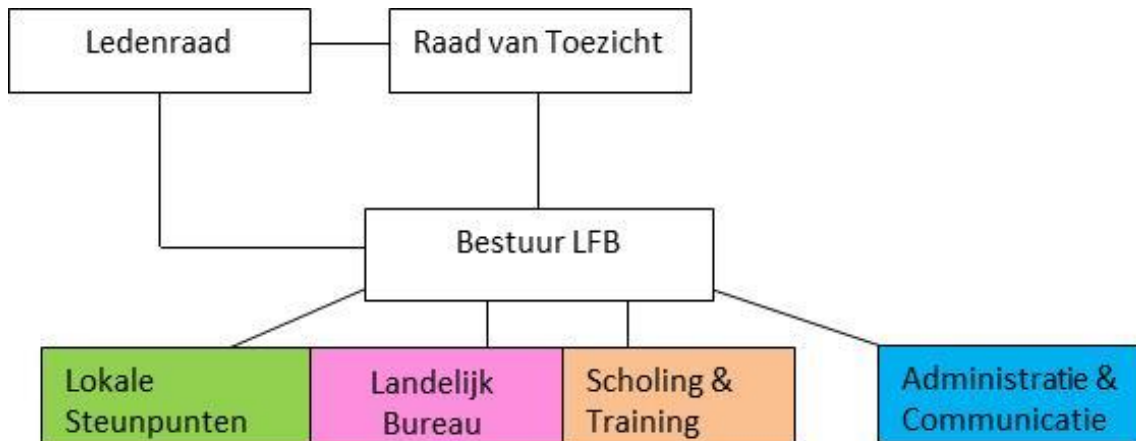 Ledenraad
Raad van Toezicht
Bestuur LFB
Lokale
Steunpunten
Landelijk
Bureau
Scholing &
Training
Administratie &
Communicatie